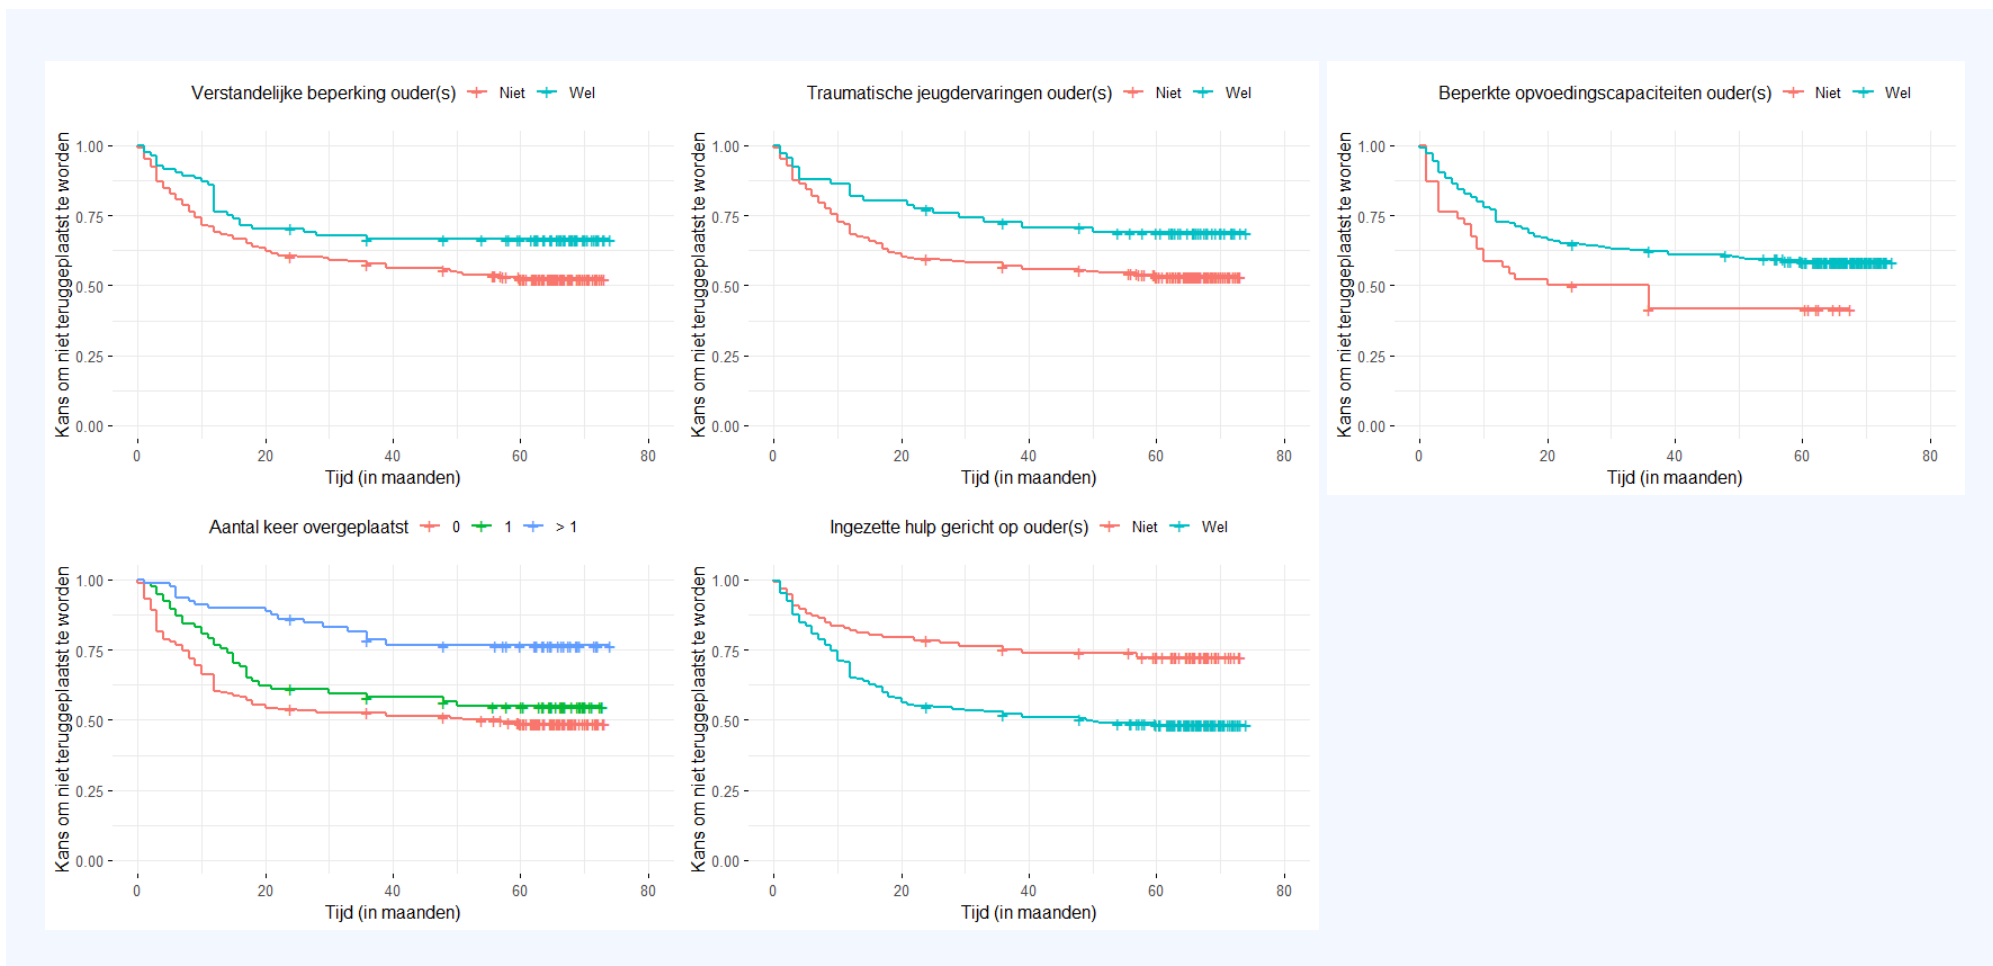 Verstandelijke beperking ouder(s) Niet Wel
Kans om niet teruggeplaatst te worden
1.00
0.75
0.50
0.25
0.00
0 20 40 60 80
Tijd (in maanden)
Traumatische jeugdervaringen ouder(s) Niet Wel
Kans om niet teruggeplaatst te worden
1.00
0.75
0.50
0.25
0.00
0 20 40 60 80
Tijd (in maanden)
Beperkte opvoedingscapaciteiten ouder(s) Niet Wel
Kans om niet teruggeplaatst te worden
1.00
0.75
0.50
0.25
0.00
0 20 40 60 80
Tijd (in maanden)
Aantal keer overgeplaatst 0 1 > 1
Kans om niet teruggeplaatst te worden
1.00
0.75
0.50
0.25
0.00
0 20 40 60 80
Tijd (in maanden)
Ingezette hulp gericht op ouder(s) Niet Wel
Kans om niet teruggeplaatst te worden
1.00
0.75
0.50
0.25
0.00
0 20 40 60 80
Tijd (in maanden)